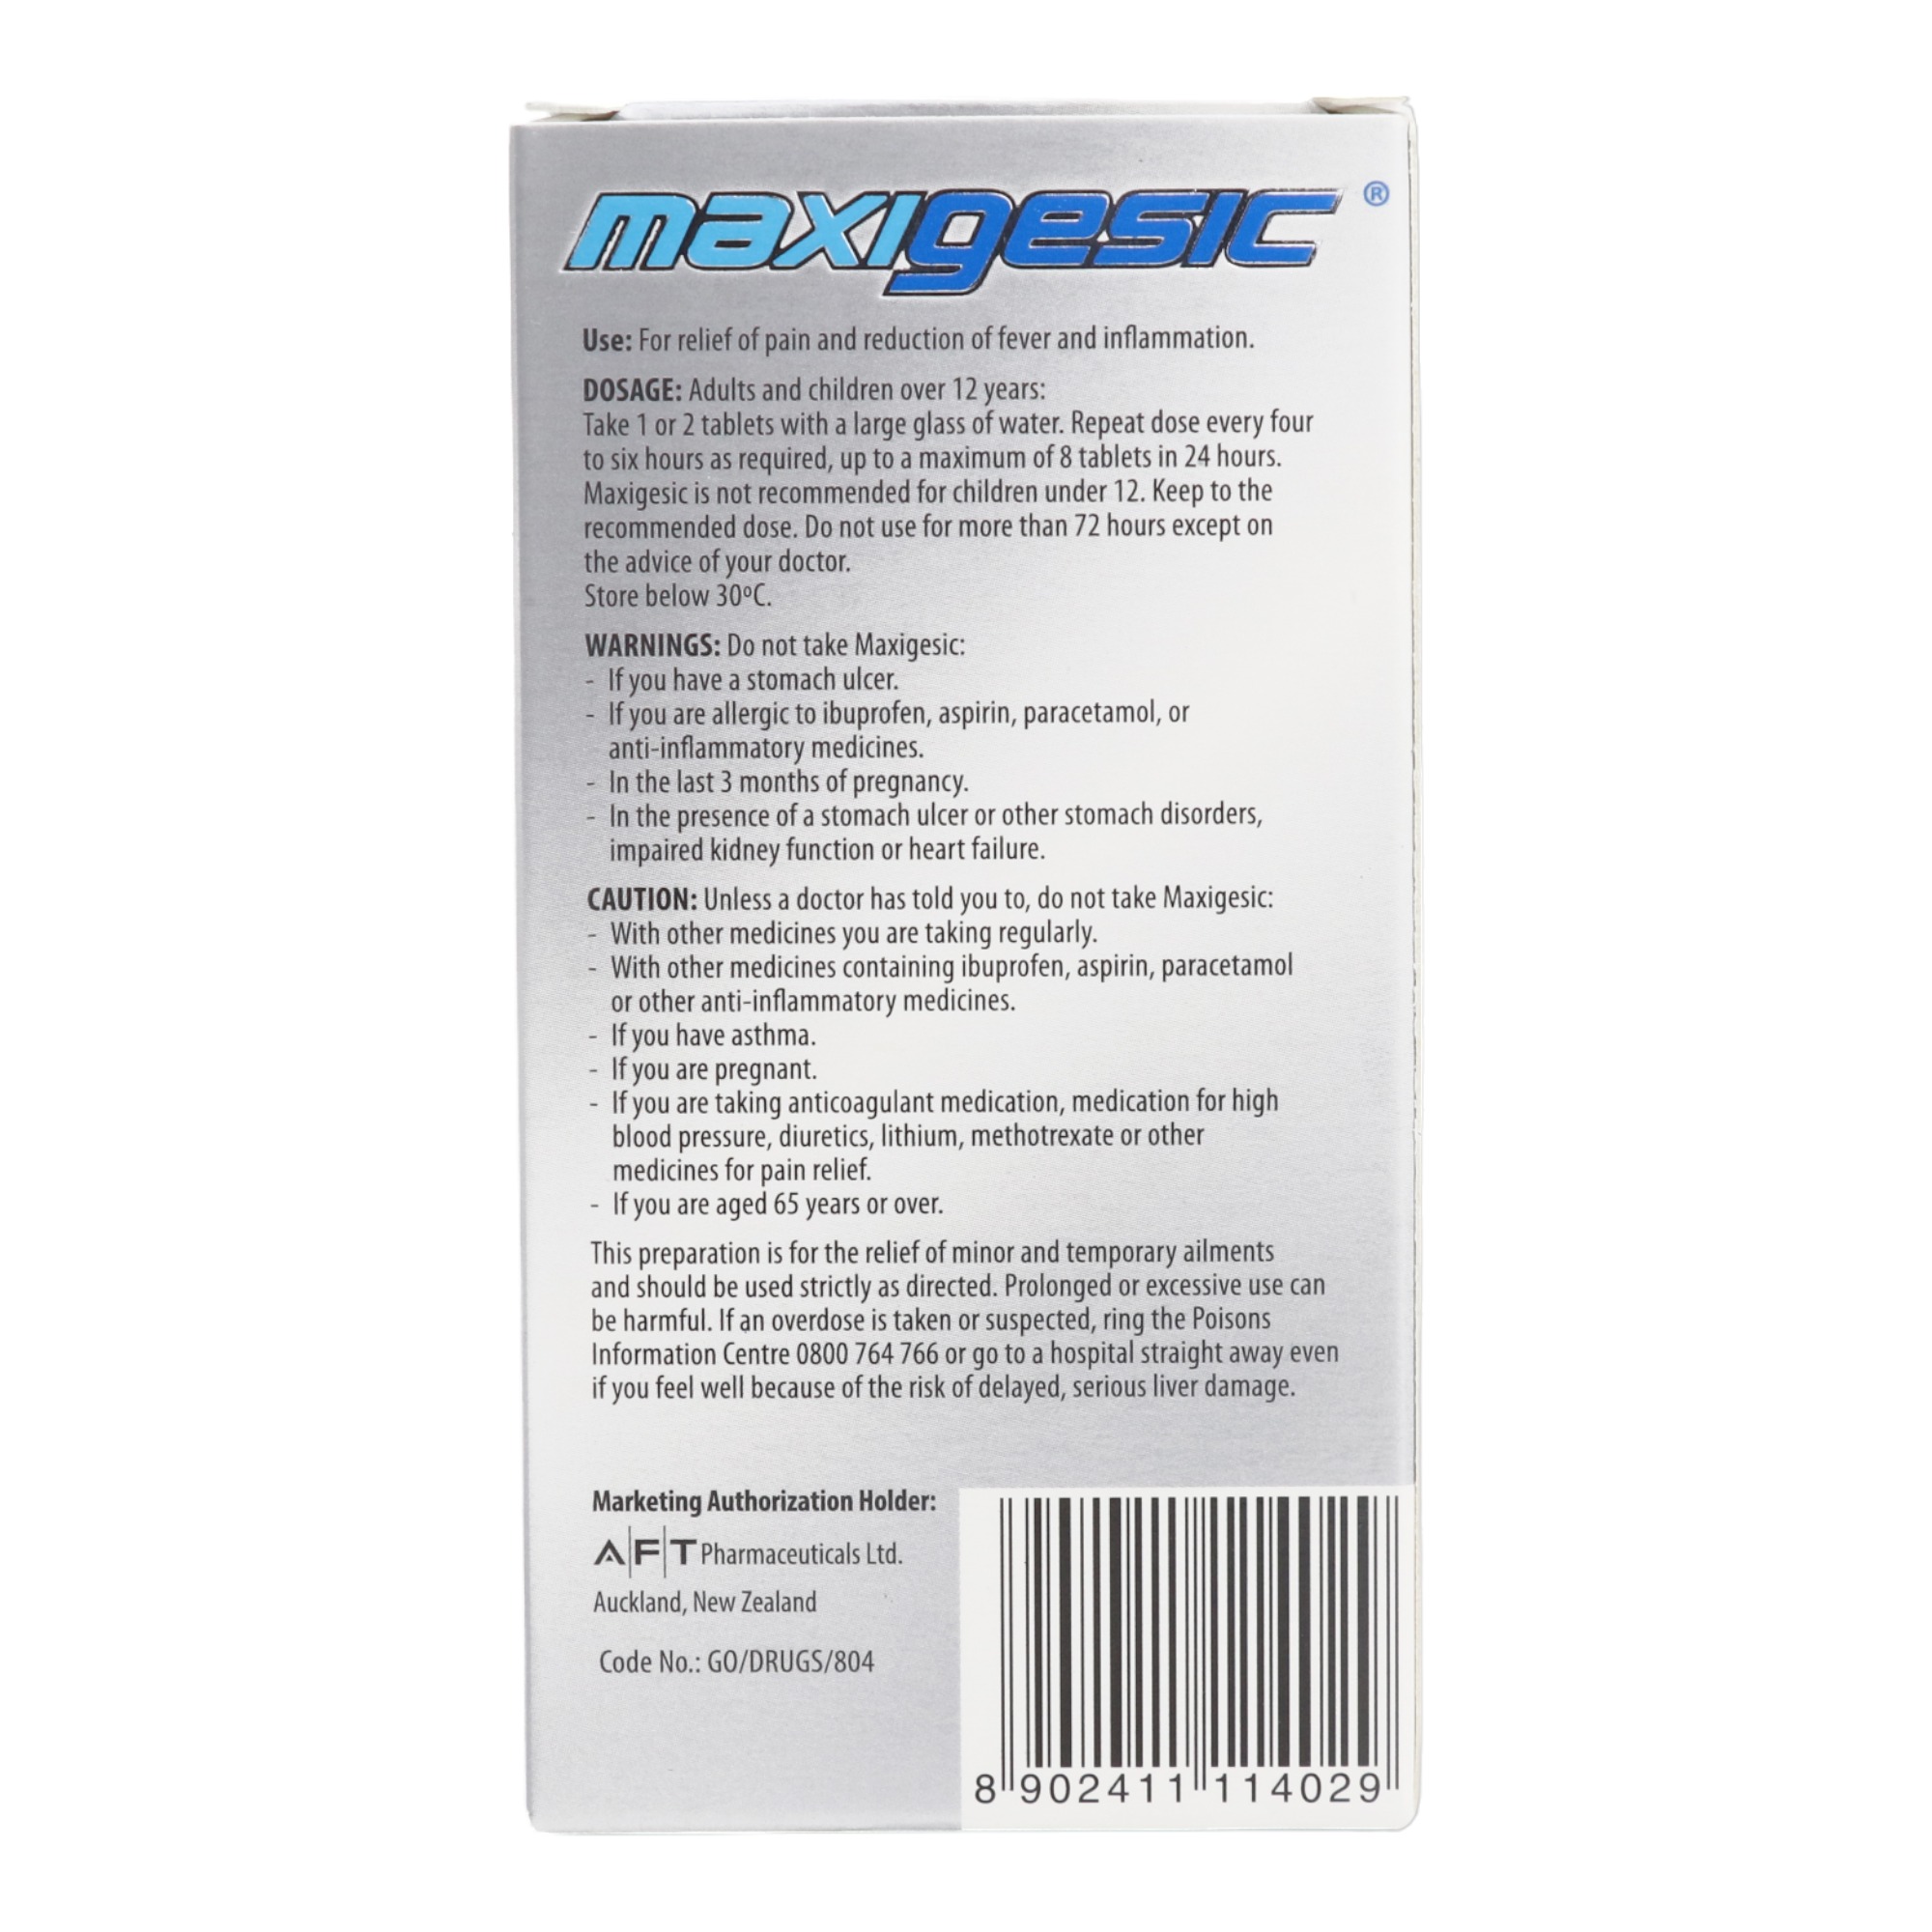 maxigesic ®
Use: For relief of pain and reduction of fever and inflammation.
DOSAGE: Adults and children over 12 years:
Take 1 or 2 tablets with a large glass of water. Repeat dose every four
to six hours as required, up to a maximum of 8 tablets in 24 hours.
Maxigesic is not recommended for children under 12. Keep to the
recommended dose. Do not use for more than 72 hours except on
the advice of your doctor.
Store below 30ºC.
WARNINGS: Do not take Maxigesic:
- If you have a stomach ulcer.
- If you are allergic to ibuprofen, aspirin, paracetamol, or
anti-inflammatory medicines.
- In the last 3 months of pregnancy.
- In the presence of a stomach ulcer or other stomach disorders,
impaired kidney function or heart failure.
CAUTION: Unless a doctor has told you to, do not take Maxigesic:
- With other medicines you are taking regularly.
- With other medicines containing ibuprofen, aspirin, paracetamol
or other anti-inflammatory medicines.
- If you have asthma.
- If you are pregnant.
- If you are taking anticoagulant medication, medication for high
blood pressure, diuretics, lithium, methotrexate or other
medicines for pain relief.
- If you are aged 65 years or over.
This preparation is for the relief of minor and temporary ailments
and should be used strictly as directed. Prolonged or excessive use can
be harmful. If an overdose is taken or suspected, ring the Poisons
Information Centre 0800 764 766 or go to a hospital straight away even
if you feel well because of the risk of delayed, serious liver damage.
Marketing Authorization Holder:
AFT Pharmaceuticals Ltd.
Auckland, New Zealand
Code No.: GO/DRUGS/804
8 902411 114029